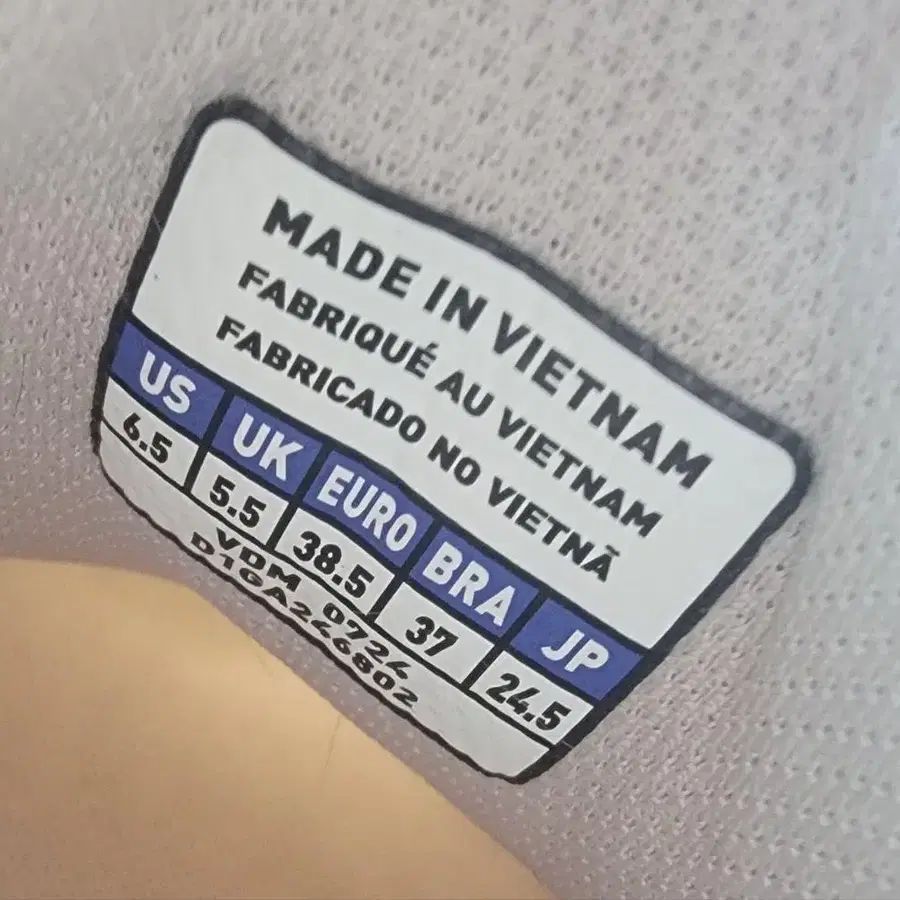 MADE IN VIETNAM
FABRIQUÉ AU VIETNAM
FABRICADO NO VIETNÃ
US UK EURO BRA JP
6.5 5.5 38.5 37 24.5
VDM 0724
D1GA246802